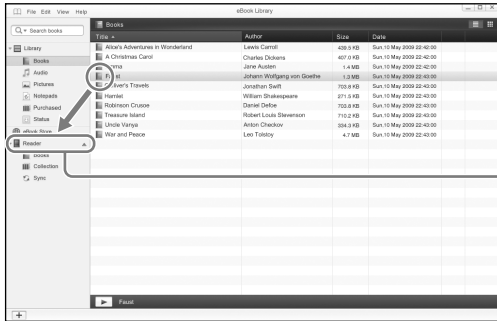 File Edit View Help
eBook Library
Search books
Books
Title Author Size Date
Library
Books
Audio
Pictures
Notepads
Purchased
Status
eBook Store
Reader
Books
Collection
Sync
Alice's Adventures in Wonderland Lewis Carroll 439.5 KB Sun,10 May 2009 22:42:00
A Christmas Carol Charles Dickens 407.0 KB Sun,10 May 2009 22:42:00
Jane Austen 1.4 MB Sun,10 May 2009 22:42:00
Johann Wolfgang von Goethe 1.3 MB Sun,10 May 2009 22:43:00
Travels Jonathan Swift 703.8 KB Sun,10 May 2009 22:43:00
Hamlet William Shakespeare 271.5 KB Sun,10 May 2009 22:43:00
Robinson Crusoe Daniel Defoe 703.8 KB Sun,10 May 2009 22:43:00
Treasure Island Robert Louis Stevenson 710.2 KB Sun,10 May 2009 22:43:00
Uncle Vanya Anton Checkov 334.3 KB Sun,10 May 2009 22:43:00
War and Peace Leo Tolstoy 4.7 MB Sun,10 May 2009 22:43:00
Faust